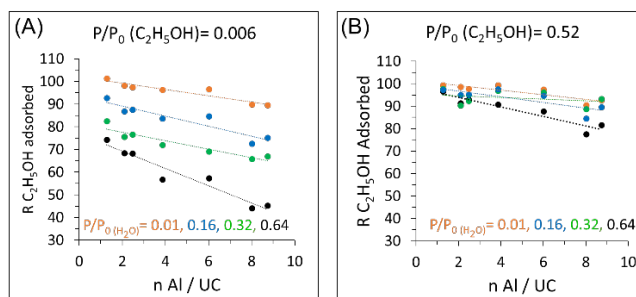 (A)
P/P0 (C2H5OH)= 0.006
R C2H5OH adsorbed
110
100
90
80
70
60
50
40
30
P/P0 (H2O)= 0.01, 0.16, 0.32, 0.64
0 2 4 6 8 10
n Al / UC
(B)
P/P0 (C2H5OH)= 0.52
R C2H5OH Adsorbed
110
100
90
80
70
60
50
40
30
P/P0 (H2O)= 0.01, 0.16, 0.32, 0.64
0 2 4 6 8 10
n Al / UC